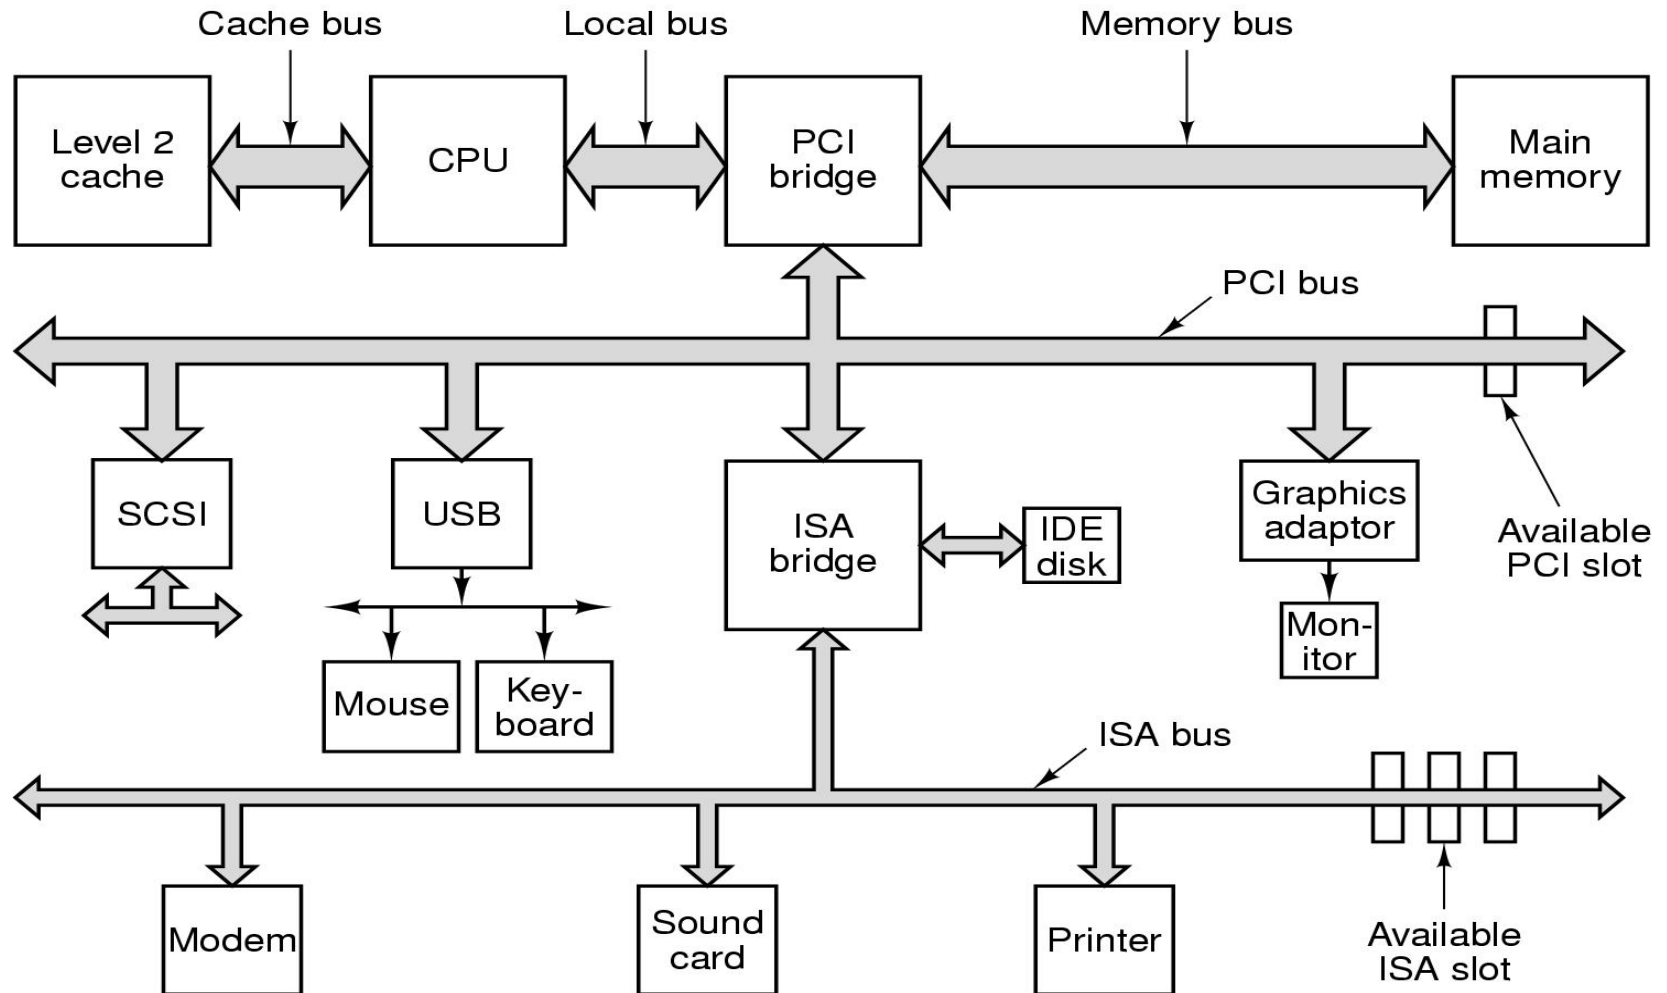 Cache bus
Local bus
Memory bus
Level 2
cache
CPU
PCI
bridge
Main
memory
PCI bus
SCSI
USB
ISA
bridge
IDE
disk
Graphics
adaptor
Available
PCI slot
Mon-
itor
Mouse
Key-
board
ISA bus
Modem
Sound
card
Printer
Available
ISA slot